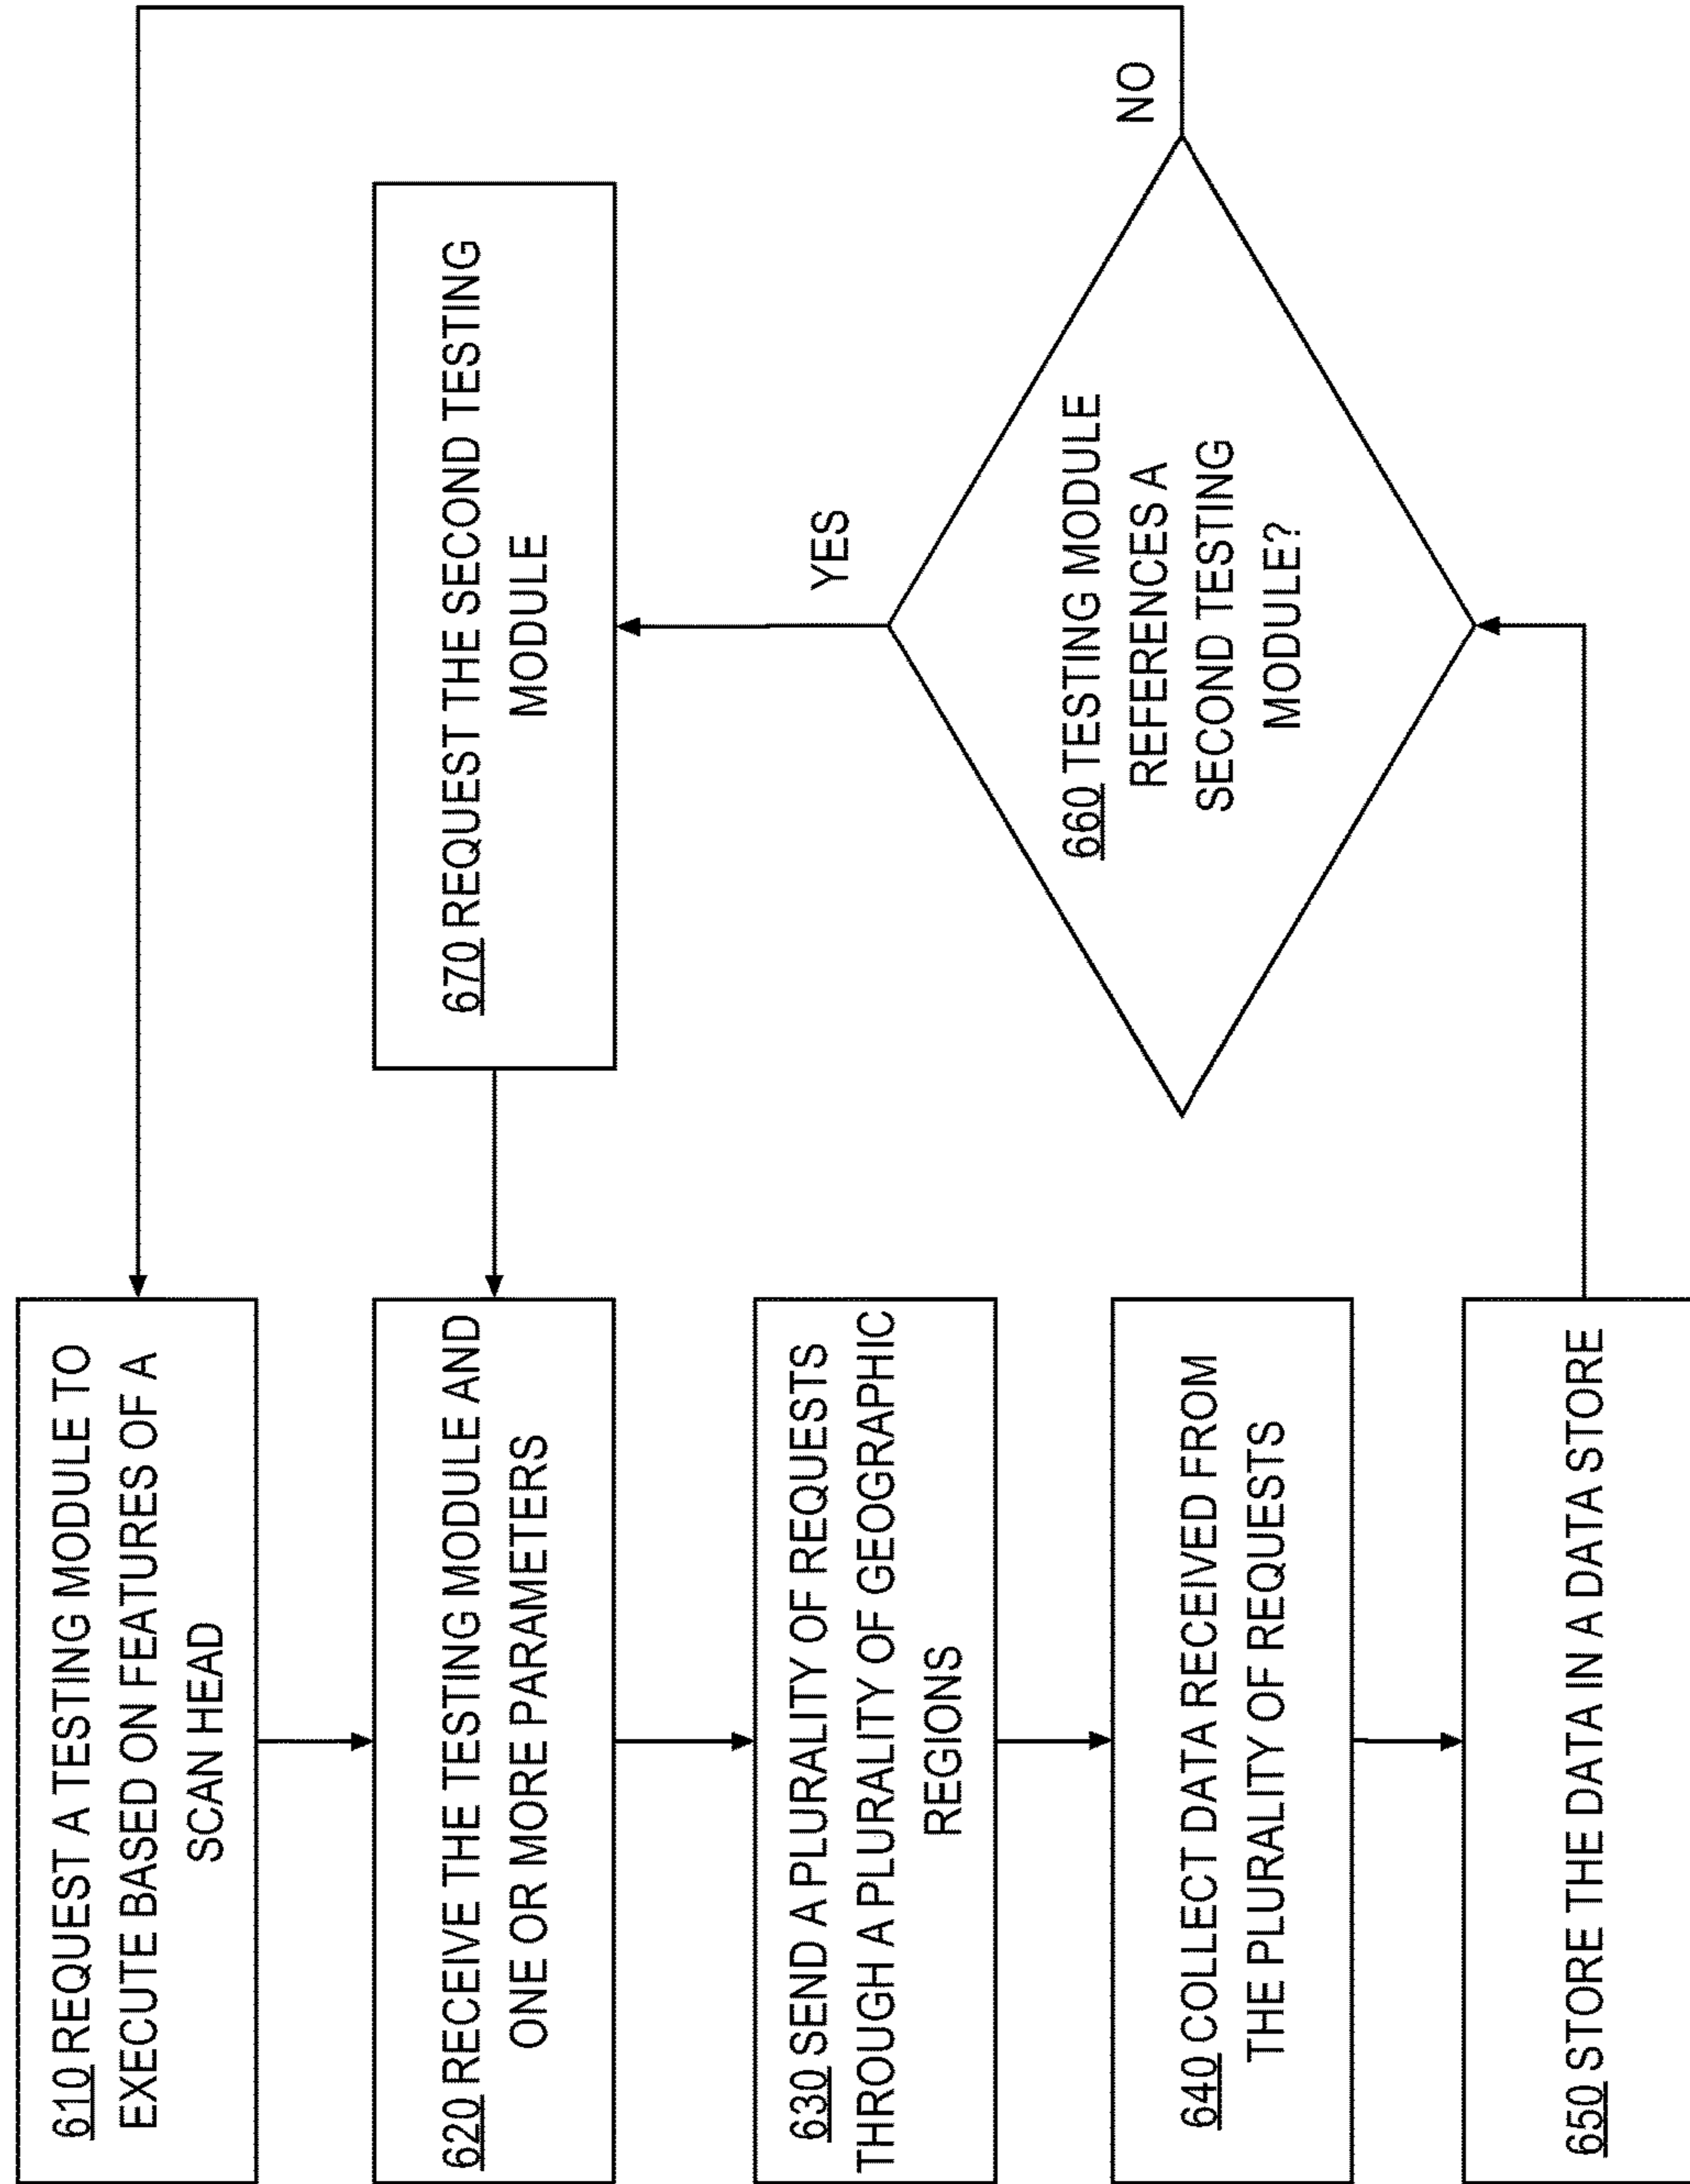 610 REQUEST A TESTING MODULE TO
EXECUTE BASED ON FEATURES OF A
SCAN HEAD
620 RECEIVE THE TESTING MODULE AND
ONE OR MORE PARAMETERS
630 SEND A PLURALITY OF REQUESTS
THROUGH A PLURALITY OF GEOGRAPHIC
REGIONS
640 COLLECT DATA RECEIVED FROM
THE PLURALITY OF REQUESTS
650 STORE THE DATA IN A DATA STORE
660 TESTING MODULE
REFERENCES A
SECOND TESTING
MODULE?
YES
NO
670 REQUEST THE SECOND TESTING
MODULE